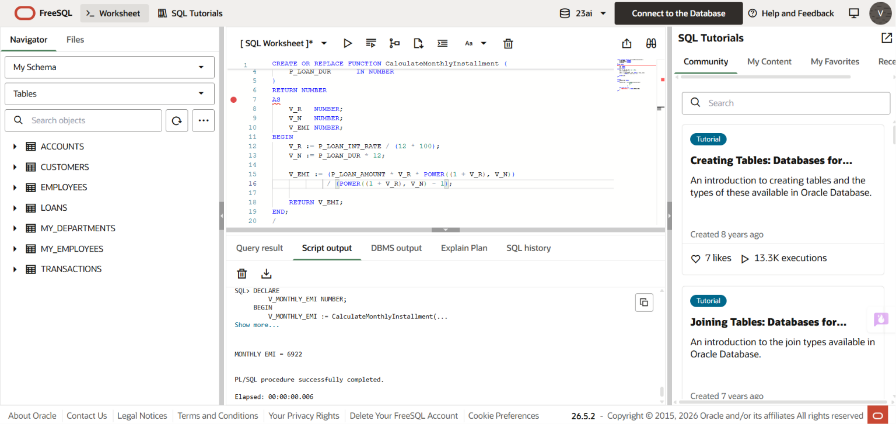 FreeSQL
Worksheet
SQL Tutorials
23ai
Connect to the Database
Help and Feedback
V
Navigator
Files
My Schema
Tables
Search objects
ACCOUNTS
CUSTOMERS
EMPLOYEES
LOANS
MY_DEPARTMENTS
MY_EMPLOYEES
TRANSACTIONS
[ SQL Worksheet ]*
Aa
1 CREATE OR REPLACE FUNCTION CalculateMonthlyInstallment (
4 P_LOAN_DUR IN NUMBER
5 )
6 RETURN NUMBER
7 AS
8 V_R NUMBER;
9 V_N NUMBER;
10 V_EMI NUMBER;
11 BEGIN
12 V_R := P_LOAN_INT_RATE / (12 * 100);
13 V_N := P_LOAN_DUR * 12;
14
15 V_EMI := (P_LOAN_AMOUNT * V_R * POWER((1 + V_R), V_N))
16 / (POWER((1 + V_R), V_N) - 1);
17
18 RETURN V_EMI;
19 END;
20 /
Query result
Script output
DBMS output
Explain Plan
SQL history
SQL> DECLARE
V_MONTHLY_EMI NUMBER;
BEGIN
V_MONTHLY_EMI := CalculateMonthlyInstallment(...
Show more...
MONTHLY EMI = 6922
PL/SQL procedure successfully completed.
Elapsed: 00:00:00.006
SQL Tutorials
Community
My Content
My Favorites
Rece
Search
Tutorial
Creating Tables: Databases for...
An introduction to creating tables and the
types of these available in Oracle Database.
Created 8 years ago
7 likes
13.3K executions
Tutorial
Joining Tables: Databases for...
An introduction to the join types available in
Oracle Database.
Created 7 years ago
About Oracle
Contact Us
Legal Notices
Terms and Conditions
Your Privacy Rights
Delete Your FreeSQL Account
Cookie Preferences
26.5.2 - Copyright © 2015, 2026 Oracle and/or its affiliates All rights reserved